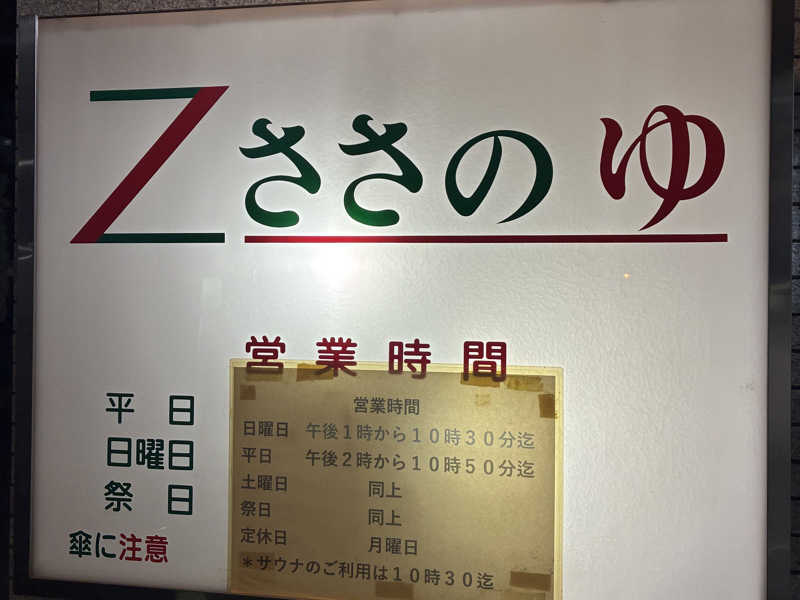 Z ささの ゆ
営業時間
平日
日曜日
祭日
傘に注意
営業時間
日曜日 午後1時から10時30分迄
平日 午後2時から10時50分迄
土曜日 同上
祭日 同上
定休日 月曜日
＊サウナのご利用は10時30迄